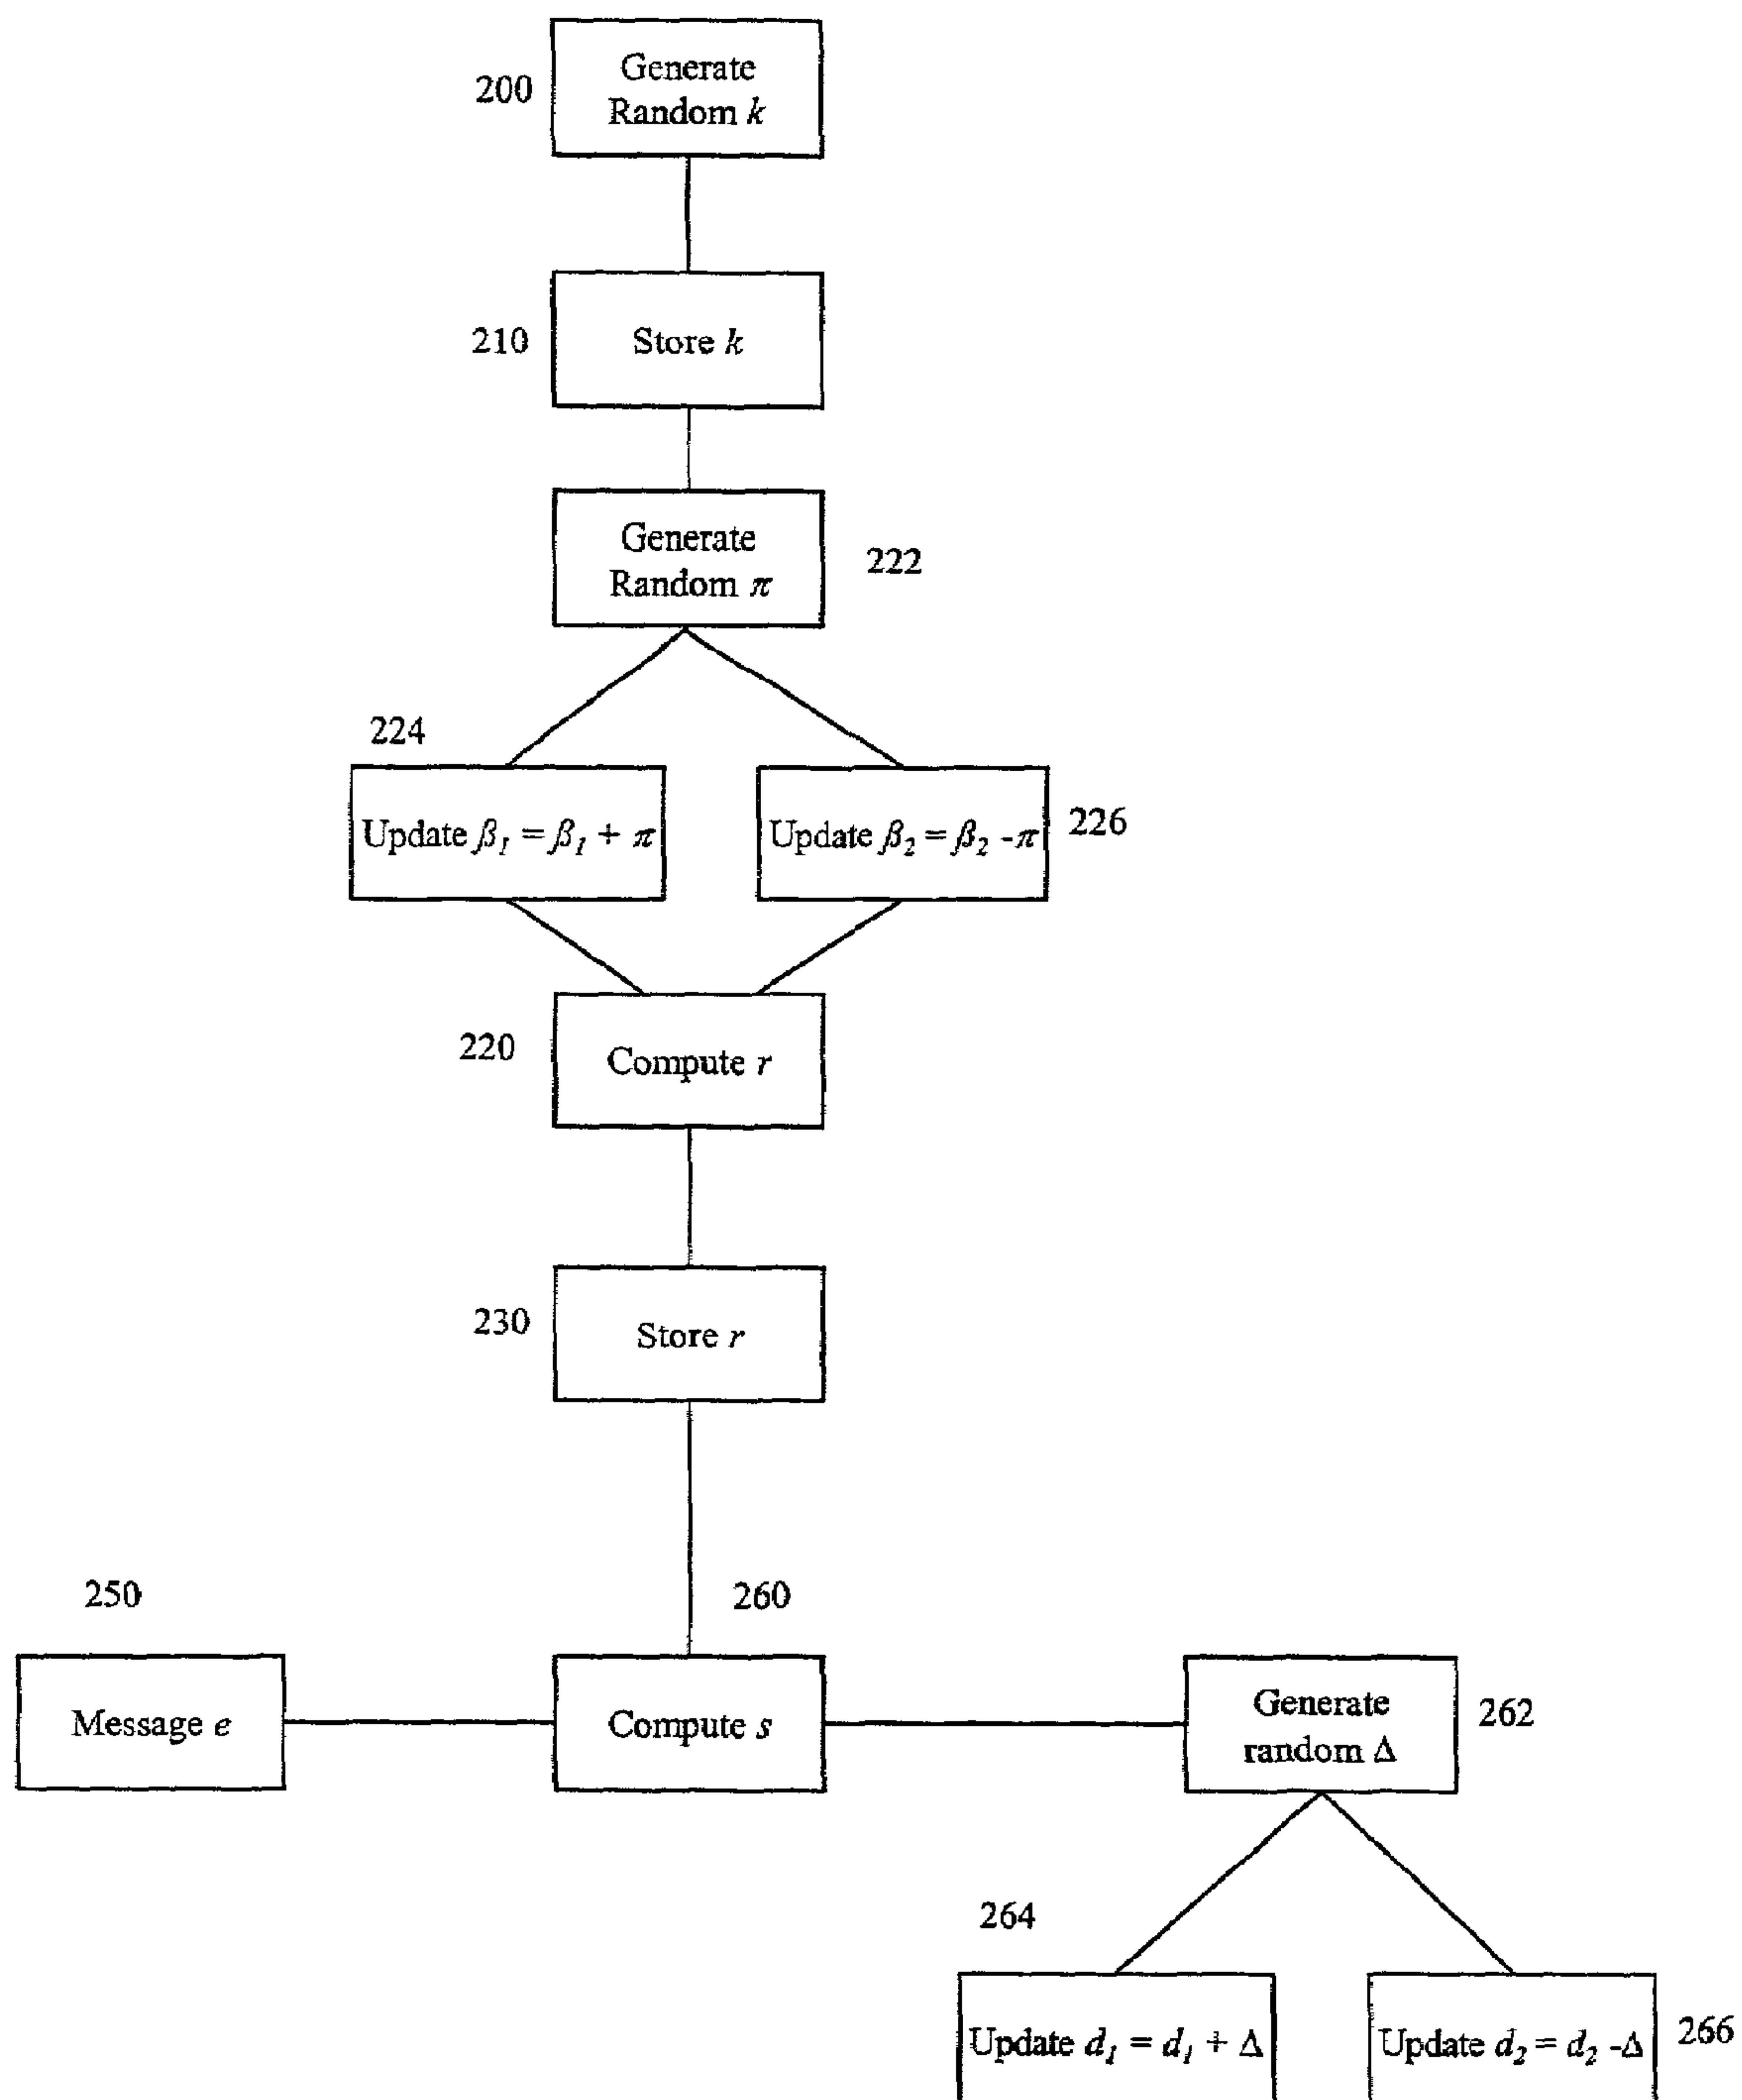 200
Generate
Random k
210
Store k
Generate
Random π
222
224
Update β₁ = β₁ + π
Update β₂ = β₂ -π
226
220
Compute r
230
Store r
250
260
Message e
Compute s
Generate
random Δ
262
264
Update d₁ = d₁ + Δ
Update d₂ = d₂ -Δ
266